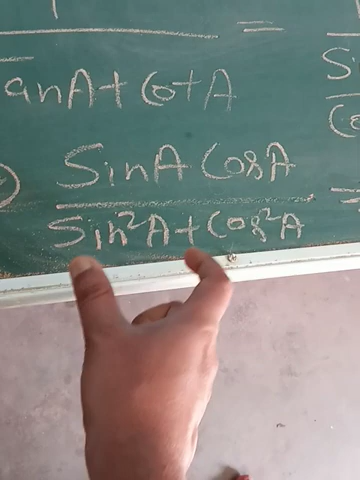 =
anA + CotA
SinA CosA
Sin²A + Cos²A
=